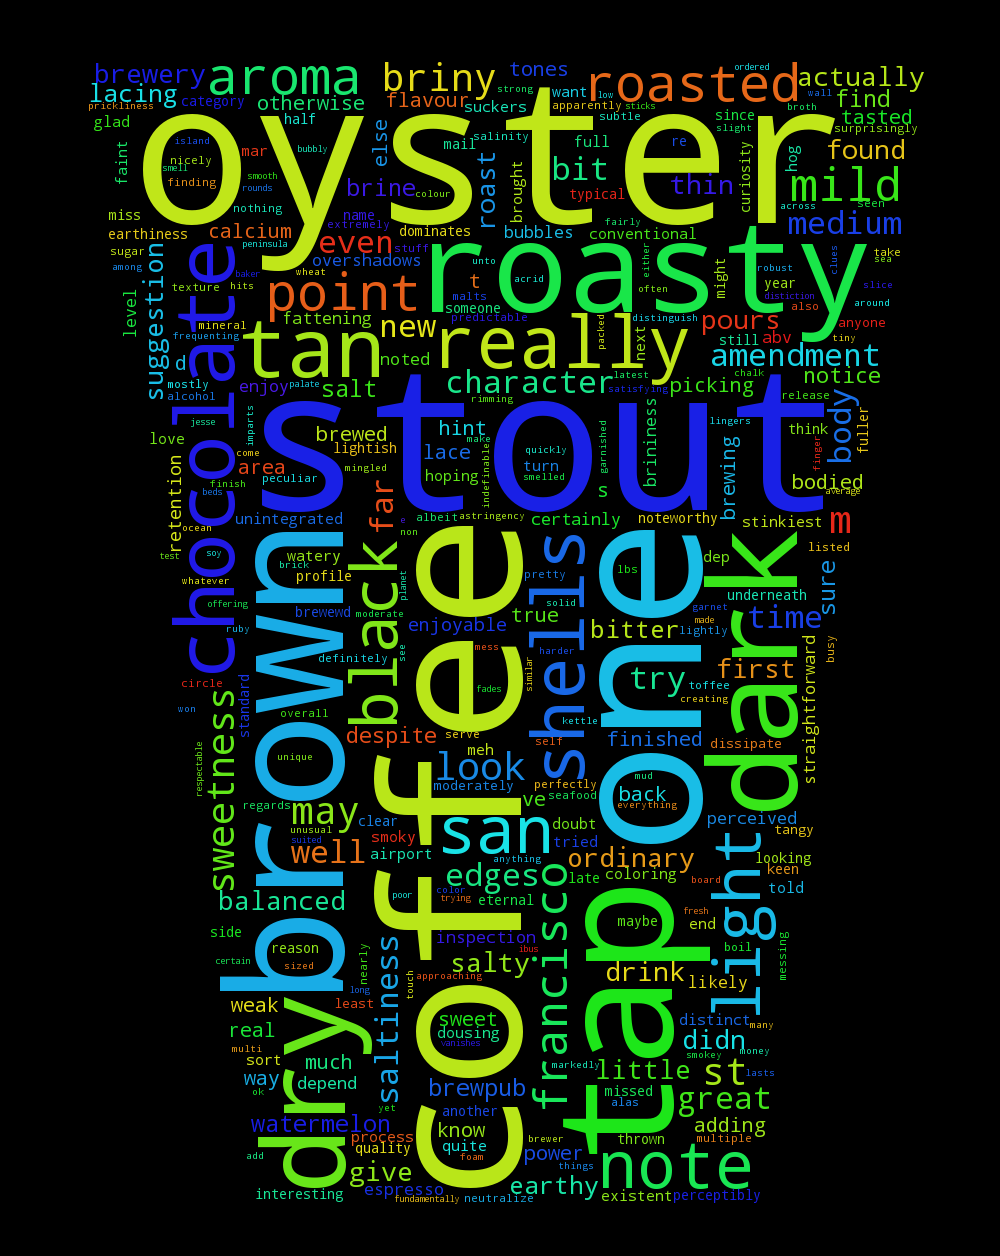 ordered
brewery aroma briny tones roasted actually
lacing strong low want
prickliness category otherwise flavour suckers apparently sticks broth find
glad half else mail salinity subtle full since slight tasted surprisingly
oyster
island bubbly re
faint nicely smell mar roast brought bit curiosity hog found
finding smooth rounds brine colour typical thin mild
miss nothing name dominates fairly across seen
earthiness calcium extremely bubbles conventional medium
sugar peninsula even stuff unto either clues take sea
among texture hits baker wheat overshadows acrid often might robust slice
level suggestion chocolate point t malts roasty year distiction also around
mineral fattening someone predictable packed distinguish pours anyone
frequenting tan new really next still abv tiny
d noted latest chalk amendment
mostly enjoy palate salt character satisfying picking notice
alcohol rimming release
jesse imparts stout lingers body fuller
love come brewed lightish hint make quickly garnished brininess brewing think finger
retention area mingled lace indefinable turn smelled
finish peculiar far hoping s bodied average
beds unintegrated albeit astringency certainly noteworthy stinkiest m
ocean e non
test soy watery brick black shells dep listed
whatever profile planet pretty lbs
offering brown brewewd moderate coffee solid one garnet underneath dark sure
ruby enjoyable true made bitter lightly time
definitely see mess harder busy
circle fades similar try toffee first straightforward
won standard overall kettle creating
sweetness despite serve self finished dissipate
respectable unique meh look
moderately perfectly mud
regards may ve seafood back everything perceived
unusual clear san doubt tangy
suited smoky tried light
well airport anything ordinary looking
edges late coloring keen
balanced poor color trying board told
eternal francisco tap fresh
side maybe end
reason inspection ibus boil
certain sized nearly saltiness salty messing
long touch approaching drink likely
weak dry least
real sweet distinct many
multi dousing didn
sort much vanishes smokey money
way depend markedly little st lasts
ok brewpub missed great
yet another alas
watermelon know adding
process brewer thrown multiple
add quality quite power note
give foam things
interesting espresso fundamentally neutralize earthy existent perceptibly
wall predictable